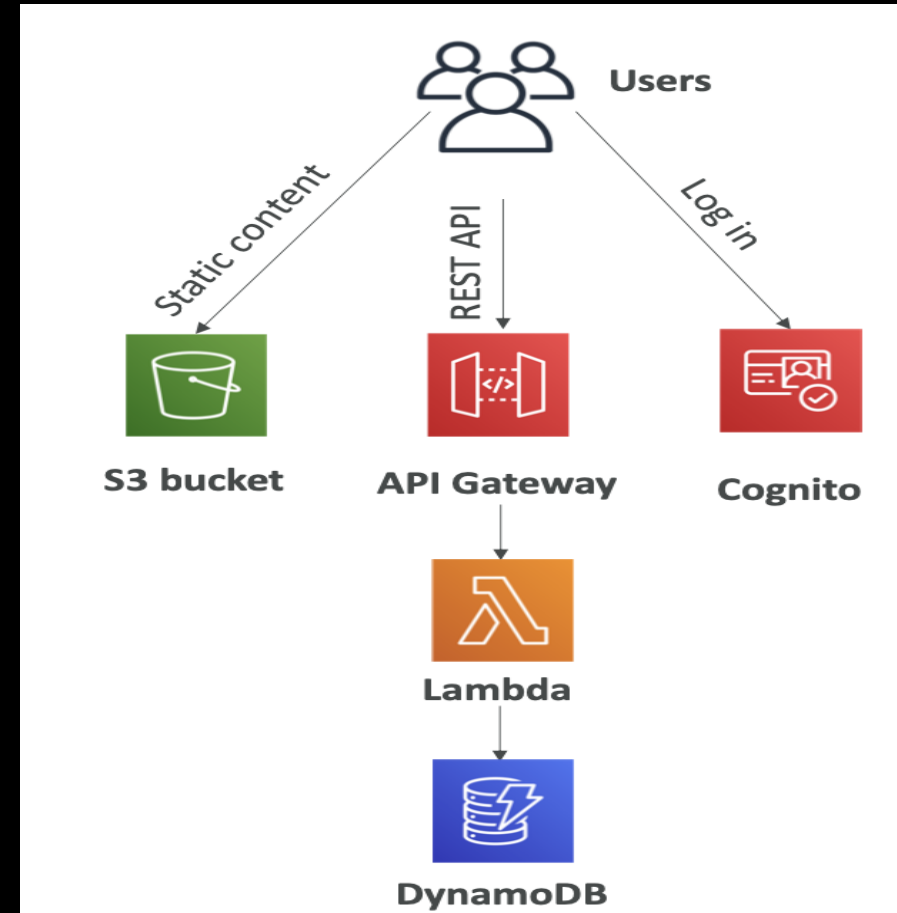 Users
Static content
REST API
Log in
S3 bucket
API Gateway
</>
Cognito
Lambda
DynamoDB